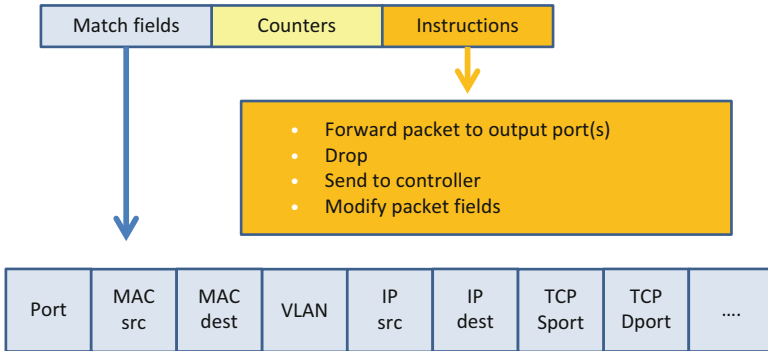 Match fields Counters Instructions
• Forward packet to output port(s)
• Drop
• Send to controller
• Modify packet fields
Port MAC src MAC dest VLAN IP src IP dest TCP Sport TCP Dport ....